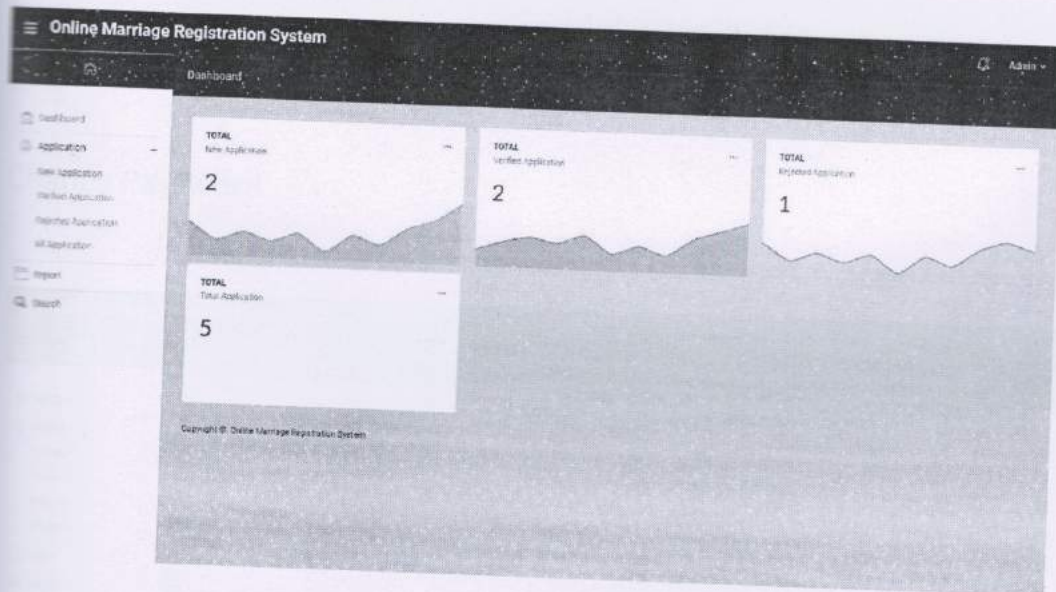 Online Marriage Registration System
Admin
Dashboard
Dashboard
Application
New Application
Verified Application
Rejected Application
All Application
Report
Search
TOTAL
New Application
2
TOTAL
Verified Application
2
TOTAL
Rejected Application
1
TOTAL
Total Application
5
Copyright © Online Marriage Registration System